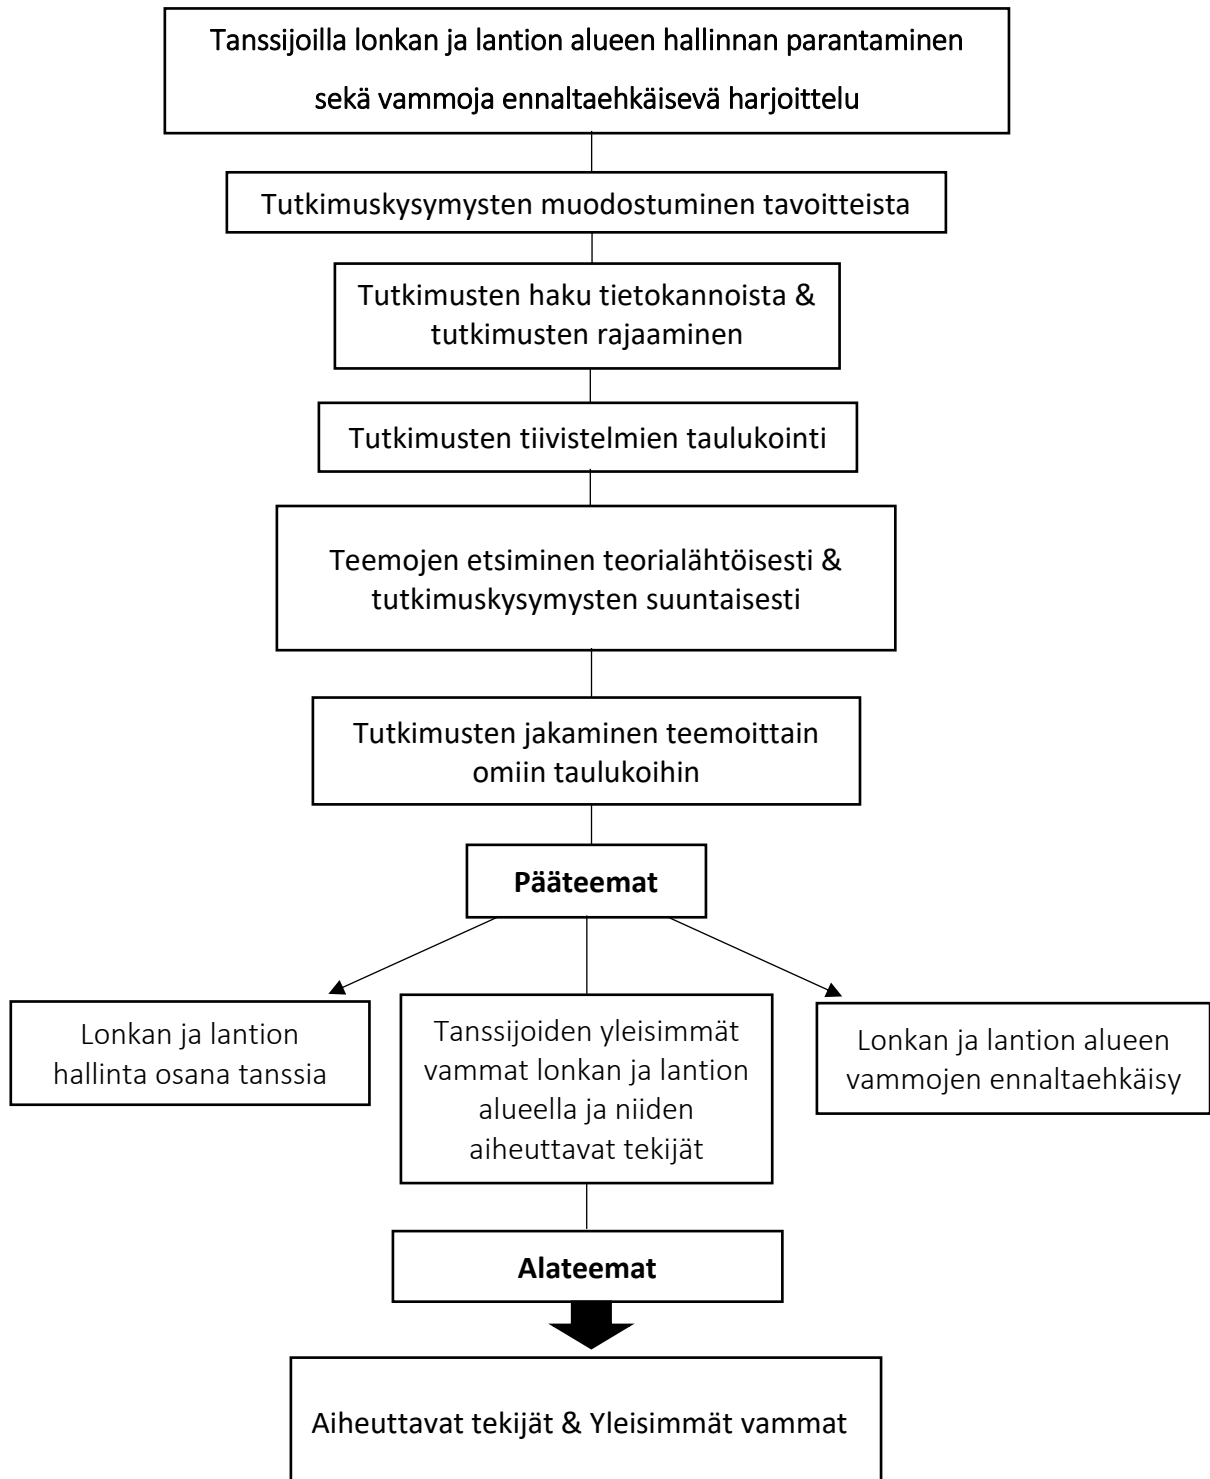 Tanssijoilla lonkan ja lantion alueen hallinnan parantaminen
sekä vammoja ennaltaehkäisevä harjoittelu
Tutkimuskysymysten muodostuminen tavoitteista
Tutkimusten haku tietokannoista &
tutkimusten rajaaminen
Tutkimusten tiivistelmien taulukointi
Teemojen etsiminen teorialähtöisesti &
tutkimuskysymysten suuntaisesti
Tutkimusten jakaminen teemoittain
omiin taulukoihin
Pääteemat
Lonkan ja lantion
hallinta osana tanssia
Tanssijoiden yleisimmät
vammat lonkan ja lantion
alueella ja niiden
aiheuttavat tekijät
Lonkan ja lantion alueen
vammojen ennaltaehkäisy
Alateemat
Aiheuttavat tekijät & Yleisimmät vammat